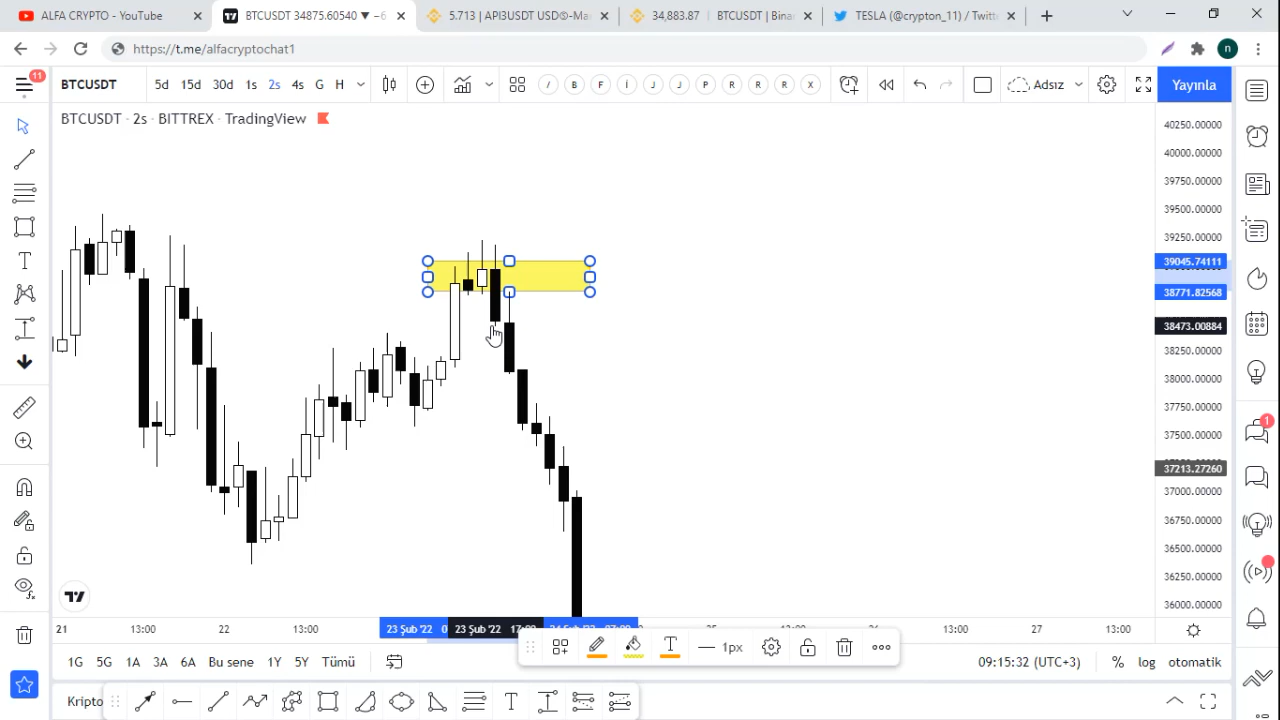 ALFA CRYPTO - YouTube
BTCUSDT 34875.60540 ▼ −6
5.713 | API3USDT USDⓈ-Ma
34,883.87 | BTCUSDT | Binan
TESLA (@crypton_11) / Twitt
https://t.me/alfacryptochat1
n
11
BTCUSDT
5d 15d 30d 1s 2s 4s G H
/ B F İ J J P R R R X
Adsız
Yayınla
BTCUSDT · 2s · BITTREX · TradingView
40250.00000
40000.00000
39750.00000
39500.00000
39250.00000
39045.74111
38771.82568
38473.00884
38250.00000
38000.00000
37750.00000
37500.00000
37213.27260
37000.00000
36750.00000
36500.00000
36250.00000
36000.00000
1
21 13:00 22 13:00 23 Şub '22 23 Şub '22 25 13:00 27 13:00
T 1px
1G 5G 1A 3A 6A Bu sene 1Y 5Y Tümü
09:15:32 (UTC+3) % log otomatik
Kripto